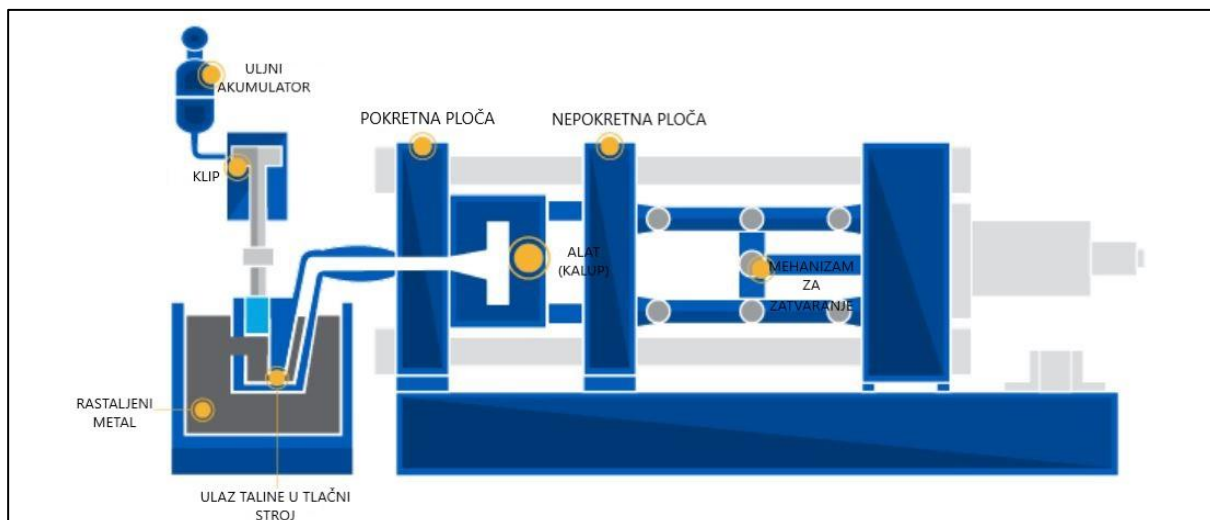 ULJNI
AKUMULATOR
POKRETNA PLOČA
NEPOKRETNA PLOČA
KLIP
ALAT
(KALUP)
MEHANIZAM
ZA
ZATVARANJE
RASTALJENI
METAL
ULAZ TALINE U TLAČNI
STROJ